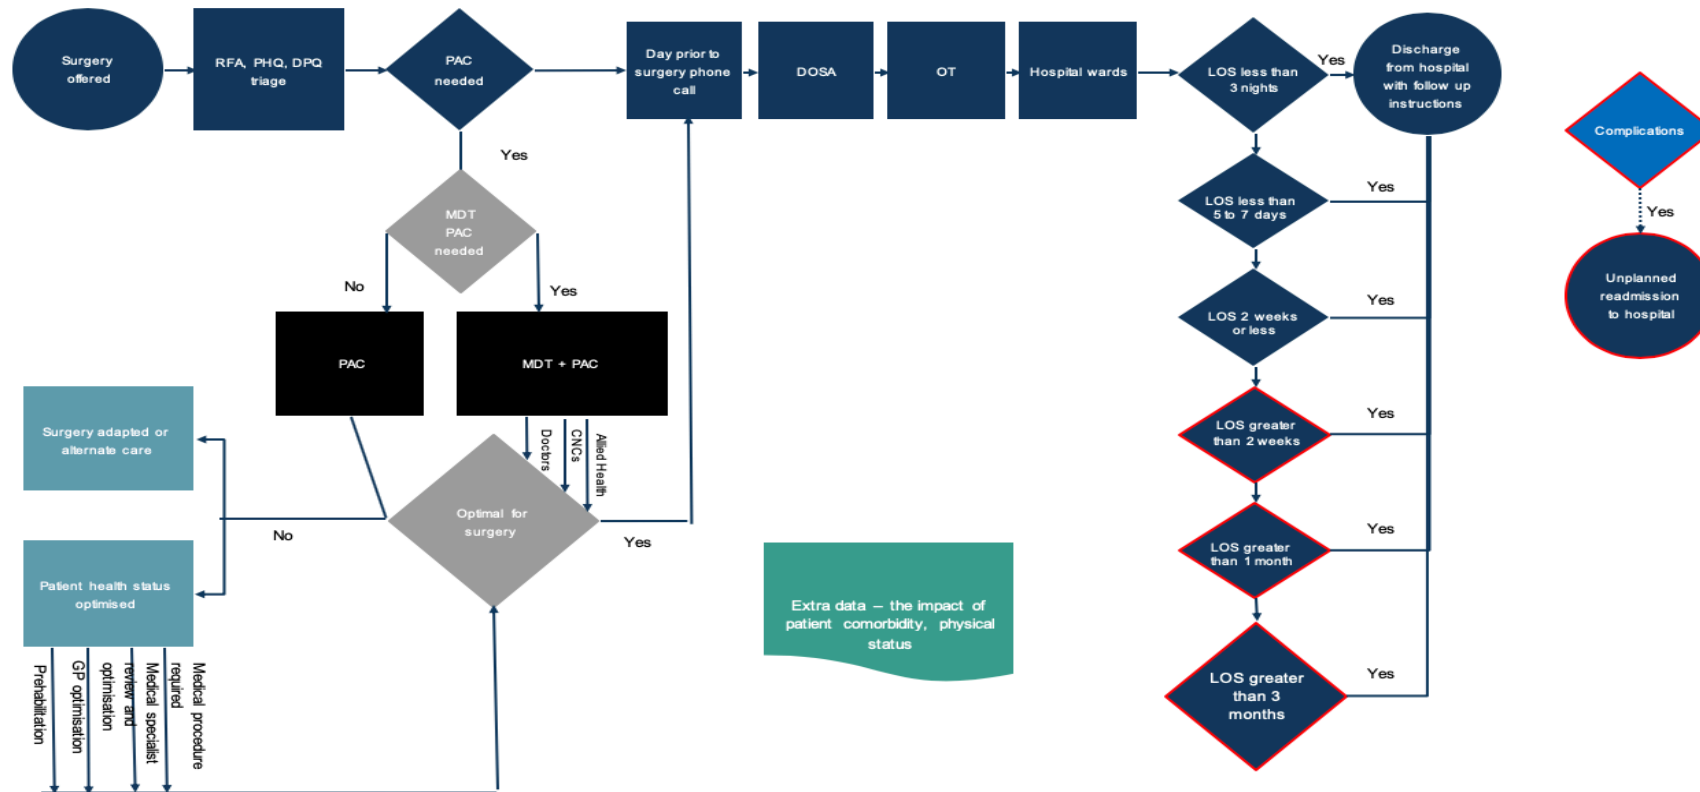 Surgery
offered
RFA, PHQ, DPQ
triage
PAC
needed
Day prior to
surgery phone
call
DOSA
OT
Hospital wards
LOS less than
3 nights
Yes
Discharge
from hospital
with follow up
instructions
Complications
Yes
Unplanned
readmission
to hospital
Yes
MDT
PAC
needed
No
Yes
PAC
MDT + PAC
Doctors
CNCs
Allied Health
Optimal for
surgery
Yes
No
Surgery adapted or
alternate care
Patient health status
optimised
Prehabilitation
GP optimisation
Medical specialist
review and
optimisation
Medical procedure
required
Extra data – the impact of
patient comorbidity, physical
status
LOS less than
5 to 7 days
Yes
LOS 2 weeks
or less
Yes
LOS greater
than 2 weeks
Yes
LOS greater
than 1 month
Yes
LOS greater
than 3
months
Yes